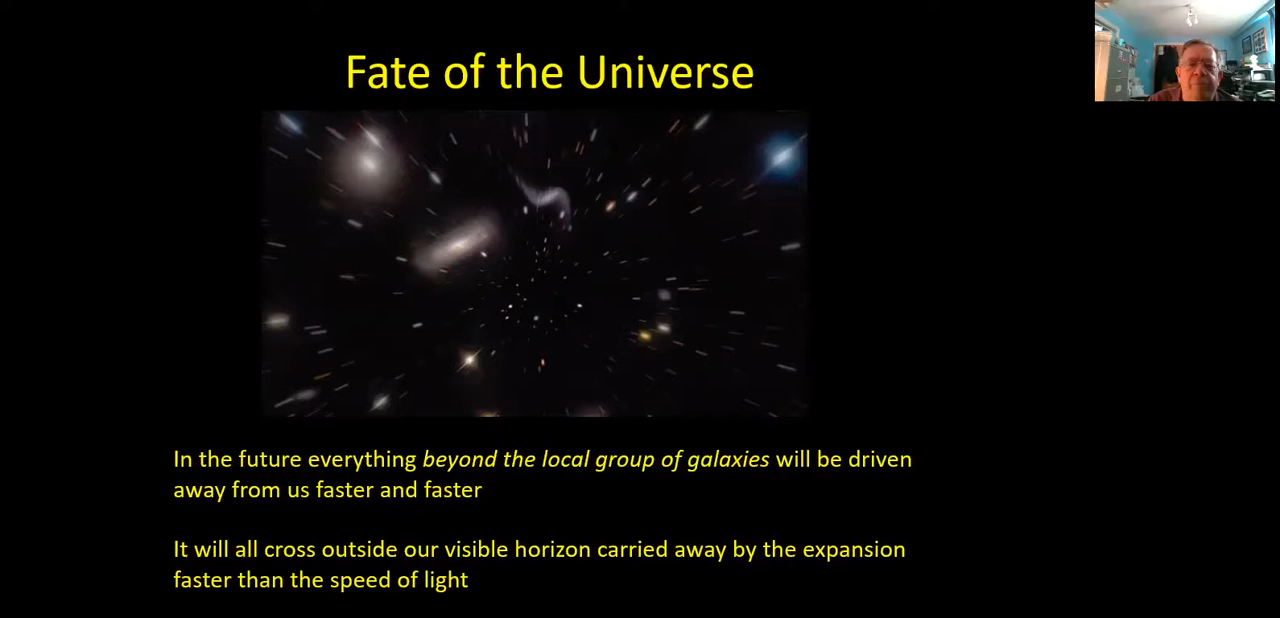 Fate of the Universe
In the future everything beyond the local group of galaxies will be driven
away from us faster and faster
It will all cross outside our visible horizon carried away by the expansion
faster than the speed of light